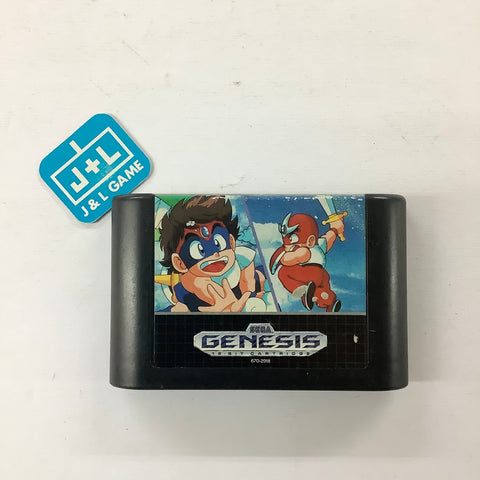 J+L
J & L GAME
SEGA
GENESIS
16-BIT CARTRIDGE
670-2918